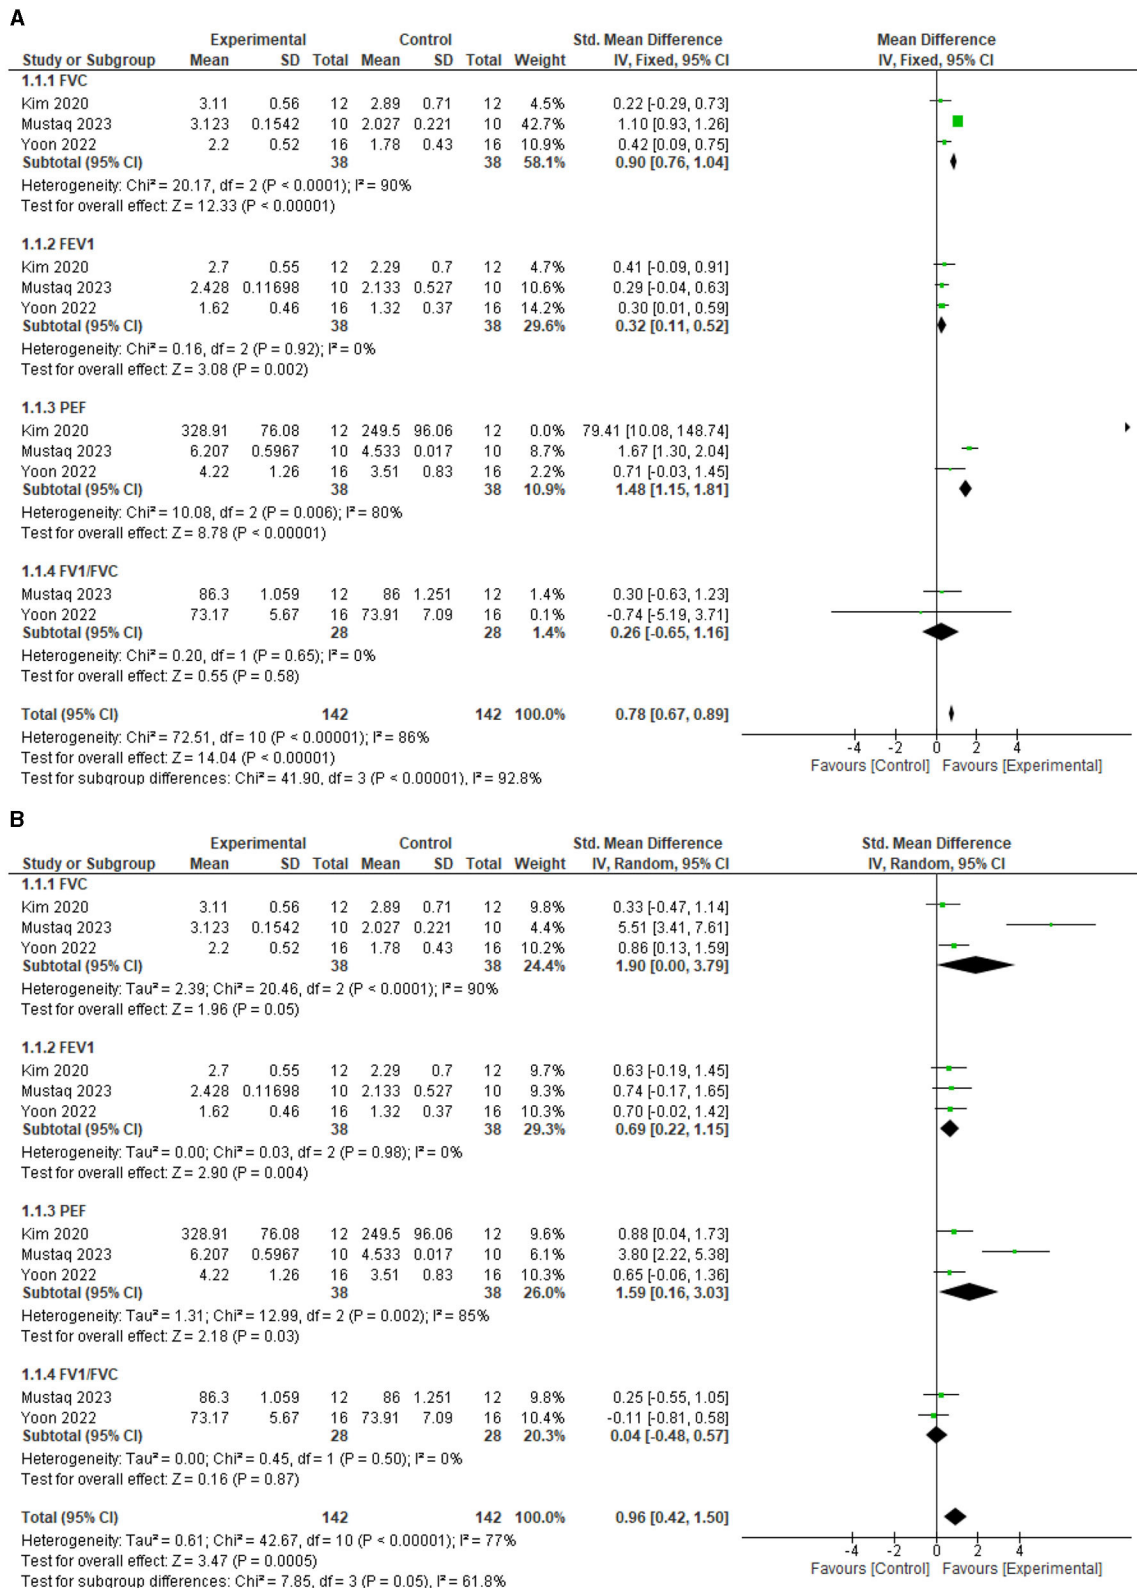 A
Experimental Control Std. Mean Difference Mean Difference
Study or Subgroup Mean SD Total Mean SD Total Weight IV, Fixed, 95% CI IV, Fixed, 95% CI
1.1.1 FVC
Kim 2020 3.11 0.56 12 2.89 0.71 12 4.5% 0.22 [-0.29, 0.73]
Mustaq 2023 3.123 0.1542 10 2.027 0.221 10 42.7% 1.10 [0.93, 1.26]
Yoon 2022 2.2 0.52 16 1.78 0.43 16 10.9% 0.42 [0.09, 0.75]
Subtotal (95% CI) 38 38 58.1% 0.90 [0.76, 1.04]
Heterogeneity: Chi² = 20.17, df = 2 (P < 0.0001); I² = 90%
Test for overall effect: Z = 12.33 (P < 0.00001)
1.1.2 FEV1
Kim 2020 2.7 0.55 12 2.29 0.7 12 4.7% 0.41 [-0.09, 0.91]
Mustaq 2023 2.428 0.11698 10 2.133 0.527 10 10.6% 0.29 [-0.04, 0.63]
Yoon 2022 1.62 0.46 16 1.32 0.37 16 14.2% 0.30 [0.01, 0.59]
Subtotal (95% CI) 38 38 29.6% 0.32 [0.11, 0.52]
Heterogeneity: Chi² = 0.16, df = 2 (P = 0.92); I² = 0%
Test for overall effect: Z = 3.08 (P = 0.002)
1.1.3 PEF
Kim 2020 328.91 76.08 12 249.5 96.06 12 0.0% 79.41 [10.08, 148.74]
Mustaq 2023 6.207 0.5967 10 4.533 0.017 10 8.7% 1.67 [1.30, 2.04]
Yoon 2022 4.22 1.26 16 3.51 0.83 16 2.2% 0.71 [-0.03, 1.45]
Subtotal (95% CI) 38 38 10.9% 1.48 [1.15, 1.81]
Heterogeneity: Chi² = 10.08, df = 2 (P = 0.006); I² = 80%
Test for overall effect: Z = 8.78 (P < 0.00001)
1.1.4 FV1/FVC
Mustaq 2023 86.3 1.059 12 86 1.251 12 1.4% 0.30 [-0.63, 1.23]
Yoon 2022 73.17 5.67 16 73.91 7.09 16 0.1% -0.74 [-5.19, 3.71]
Subtotal (95% CI) 28 28 1.4% 0.26 [-0.65, 1.16]
Heterogeneity: Chi² = 0.20, df = 1 (P = 0.65); I² = 0%
Test for overall effect: Z = 0.55 (P = 0.58)
Total (95% CI) 142 142 100.0% 0.78 [0.67, 0.89]
Heterogeneity: Chi² = 72.51, df = 10 (P < 0.00001); I² = 86%
Test for overall effect: Z = 14.04 (P < 0.00001)
Test for subgroup differences: Chi² = 41.90, df = 3 (P < 0.00001), I² = 92.8%
-4 -2 0 2 4
Favours [Control] Favours [Experimental]
B
Experimental Control Std. Mean Difference Std. Mean Difference
Study or Subgroup Mean SD Total Mean SD Total Weight IV, Random, 95% CI IV, Random, 95% CI
1.1.1 FVC
Kim 2020 3.11 0.56 12 2.89 0.71 12 9.8% 0.33 [-0.47, 1.14]
Mustaq 2023 3.123 0.1542 10 2.027 0.221 10 4.4% 5.51 [3.41, 7.61]
Yoon 2022 2.2 0.52 16 1.78 0.43 16 10.2% 0.86 [0.13, 1.59]
Subtotal (95% CI) 38 38 24.4% 1.90 [0.00, 3.79]
Heterogeneity: Tau² = 2.39; Chi² = 20.46, df = 2 (P < 0.0001); I² = 90%
Test for overall effect: Z = 1.96 (P = 0.05)
1.1.2 FEV1
Kim 2020 2.7 0.55 12 2.29 0.7 12 9.7% 0.63 [-0.19, 1.45]
Mustaq 2023 2.428 0.11698 10 2.133 0.527 10 9.3% 0.74 [-0.17, 1.65]
Yoon 2022 1.62 0.46 16 1.32 0.37 16 10.3% 0.70 [-0.02, 1.42]
Subtotal (95% CI) 38 38 29.3% 0.69 [0.22, 1.15]
Heterogeneity: Tau² = 0.00; Chi² = 0.03, df = 2 (P = 0.98); I² = 0%
Test for overall effect: Z = 2.90 (P = 0.004)
1.1.3 PEF
Kim 2020 328.91 76.08 12 249.5 96.06 12 9.6% 0.88 [0.04, 1.73]
Mustaq 2023 6.207 0.5967 10 4.533 0.017 10 6.1% 3.80 [2.22, 5.38]
Yoon 2022 4.22 1.26 16 3.51 0.83 16 10.3% 0.65 [-0.06, 1.36]
Subtotal (95% CI) 38 38 26.0% 1.59 [0.16, 3.03]
Heterogeneity: Tau² = 1.31; Chi² = 12.99, df = 2 (P = 0.002); I² = 85%
Test for overall effect: Z = 2.18 (P = 0.03)
1.1.4 FV1/FVC
Mustaq 2023 86.3 1.059 12 86 1.251 12 9.8% 0.25 [-0.55, 1.05]
Yoon 2022 73.17 5.67 16 73.91 7.09 16 10.4% -0.11 [-0.81, 0.58]
Subtotal (95% CI) 28 28 20.3% 0.04 [-0.48, 0.57]
Heterogeneity: Tau² = 0.00; Chi² = 0.45, df = 1 (P = 0.50); I² = 0%
Test for overall effect: Z = 0.16 (P = 0.87)
Total (95% CI) 142 142 100.0% 0.96 [0.42, 1.50]
Heterogeneity: Tau² = 0.61; Chi² = 42.67, df = 10 (P < 0.00001); I² = 77%
Test for overall effect: Z = 3.47 (P = 0.0005)
Test for subgroup differences: Chi² = 7.85, df = 3 (P = 0.05), I² = 61.8%
-4 -2 0 2 4
Favours [Control] Favours [Experimental]